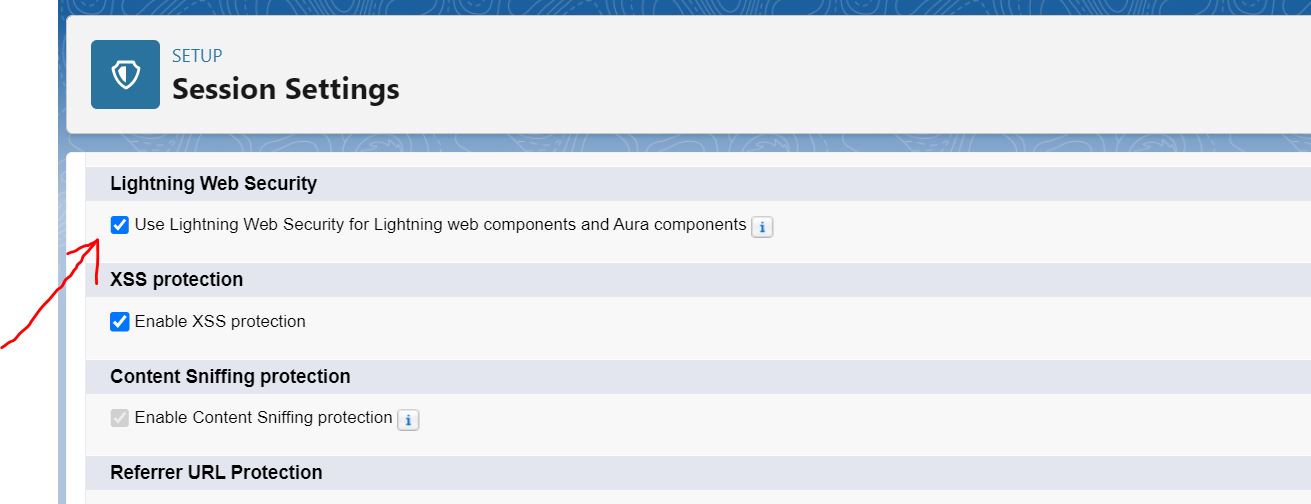 SETUP
Session Settings
Lightning Web Security
Use Lightning Web Security for Lightning web components and Aura components i
XSS protection
Enable XSS protection
Content Sniffing protection
Enable Content Sniffing protection i
Referrer URL Protection